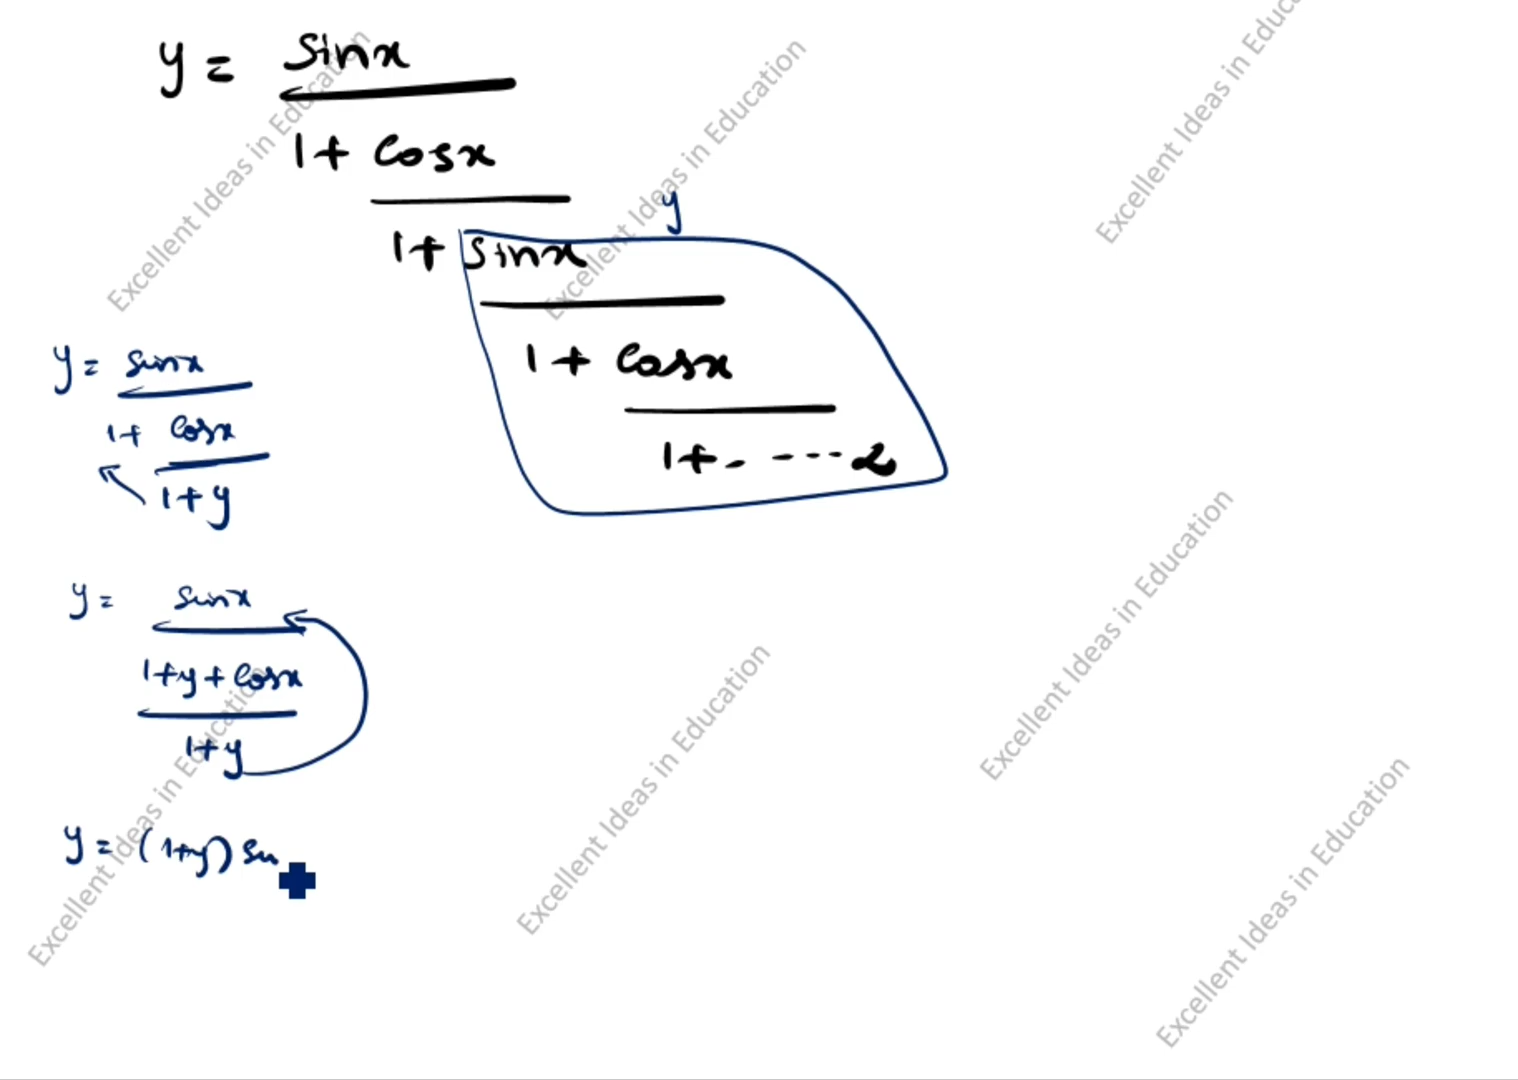 y = sinx
1+ cosx
y
1+ sinx
1+ cosx
1+- ----2
y = sinx
1+ cosx
1+y
y = sinx
1+y+cosx
1+y
y = (1+y) sin
Excellent Ideas in Education
Excellent Ideas in Education
Excellent Ideas in Education
Excellent Ideas in Education
Excellent Ideas in Education
Excellent Ideas in Education
Excellent Ideas in Education